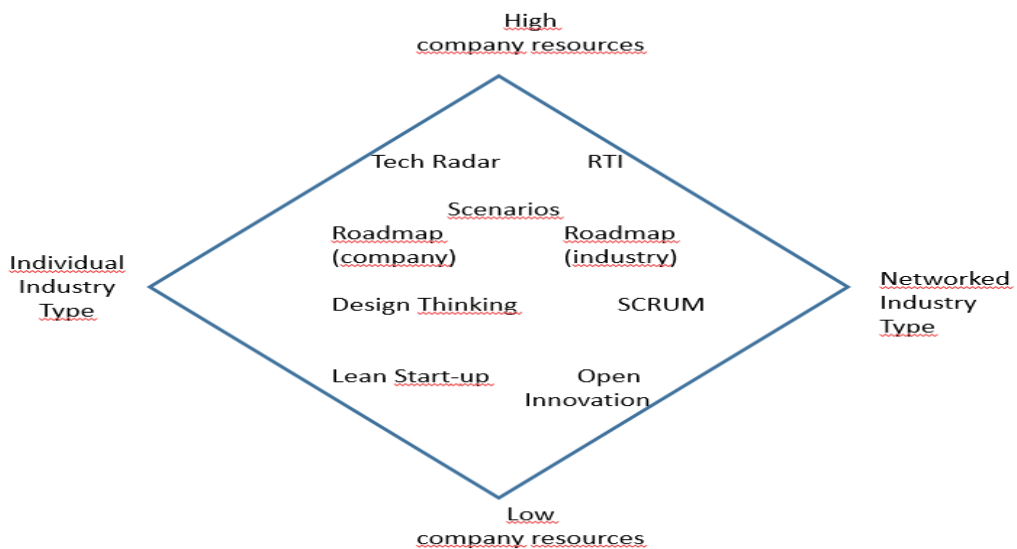 High
company resources
Tech Radar
RTI
Scenarios
Roadmap
(company)
Roadmap
(industry)
Individual
Industry
Type
Networked
Industry
Type
Design Thinking
SCRUM
Lean Start-up
Open
Innovation
Low
company resources